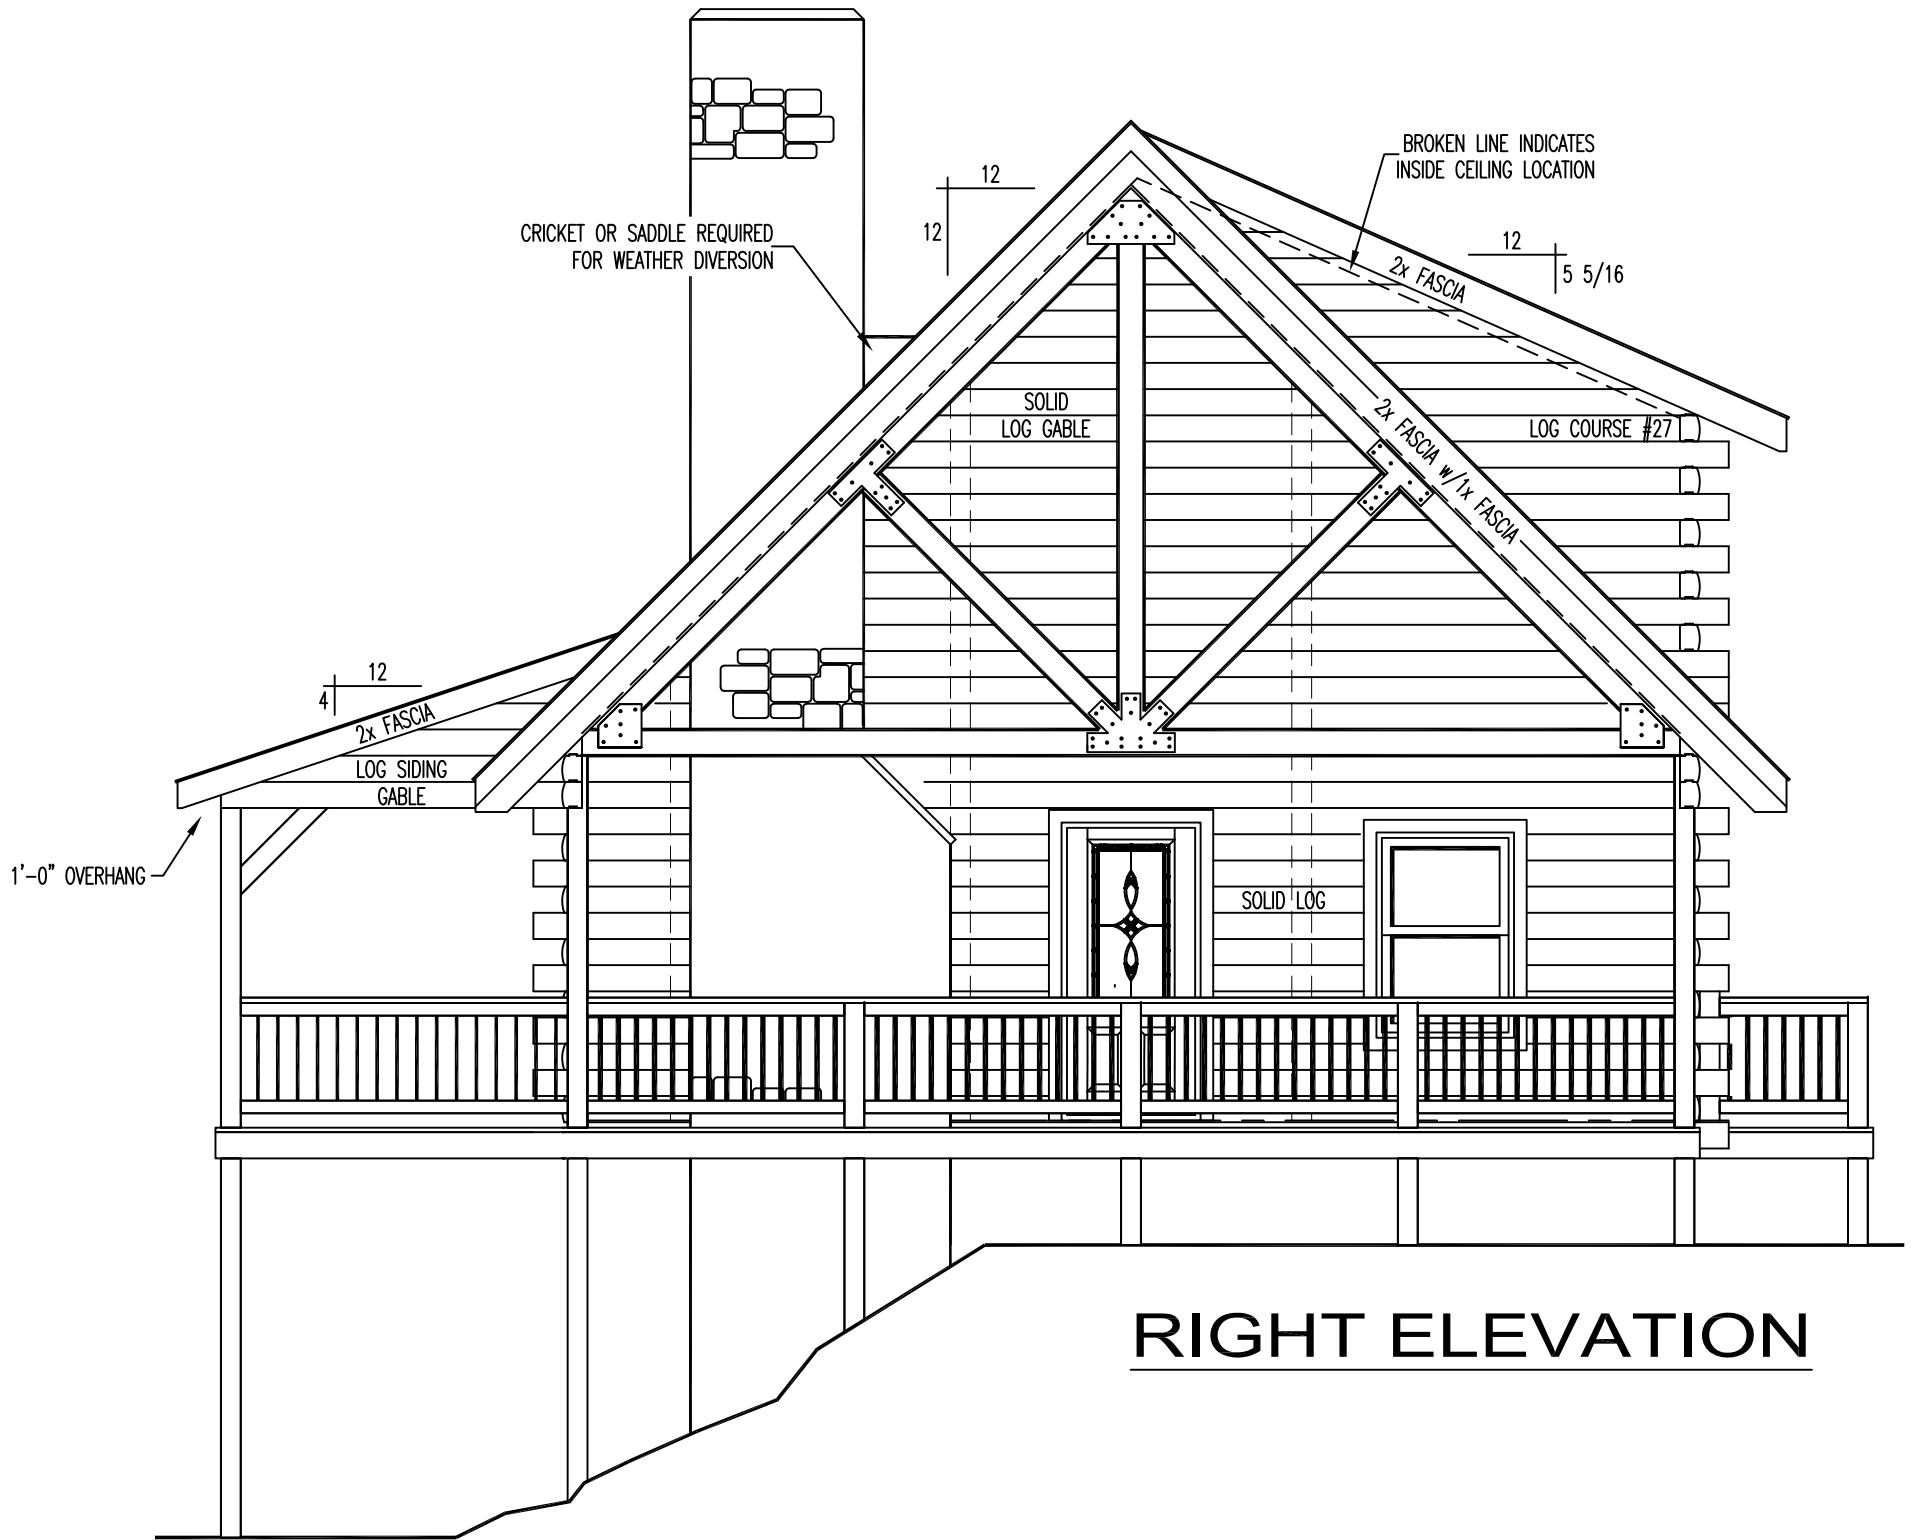 BROKEN LINE INDICATES
INSIDE CEILING LOCATION
12
12
CRICKET OR SADDLE REQUIRED
FOR WEATHER DIVERSION
12
5 5/16
2x FASCIA
SOLID
LOG GABLE
2x FASCIA w/1x FASCIA
LOG COURSE #27
12
4
2x FASCIA
LOG SIDING
GABLE
1'-0" OVERHANG
SOLID LOG
RIGHT ELEVATION